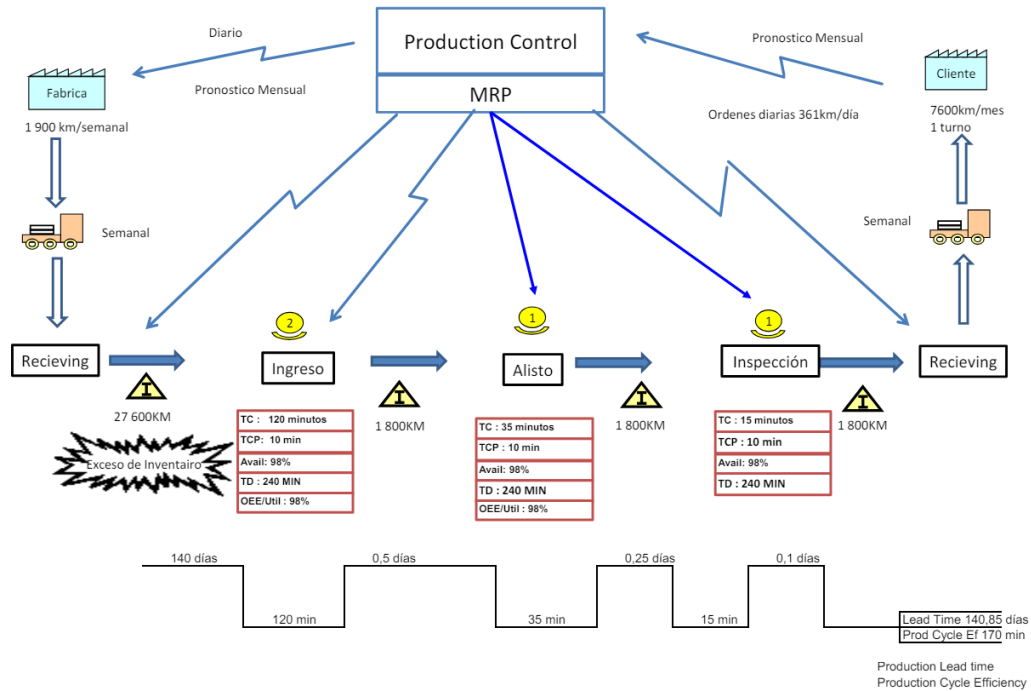 Production Control
MRP
Diario
Pronostico Mensual
Pronostico Mensual
Ordenes diarias 361km/día
Fabrica
1 900 km/semanal
Semanal
Cliente
7600km/mes
1 turno
Semanal
Recieving
2
Ingreso
1
Alisto
1
Inspección
Recieving
I
27 600KM
I
1 800KM
I
1 800KM
I
1 800KM
Exceso de Inventairo
TC : 120 minutos
TCP: 10 min
Avail: 98%
TD : 240 MIN
OEE/Util : 98%
TC : 35 minutos
TCP : 10 min
Avail: 98%
TD : 240 MIN
OEE/Util : 98%
TC : 15 minutos
TCP : 10 min
Avail: 98%
TD : 240 MIN
140 días
120 min
0,5 días
35 min
0,25 días
15 min
0,1 días
Lead Time 140,85 días
Prod Cycle Ef 170 min
Production Lead time
Production Cycle Efficiency